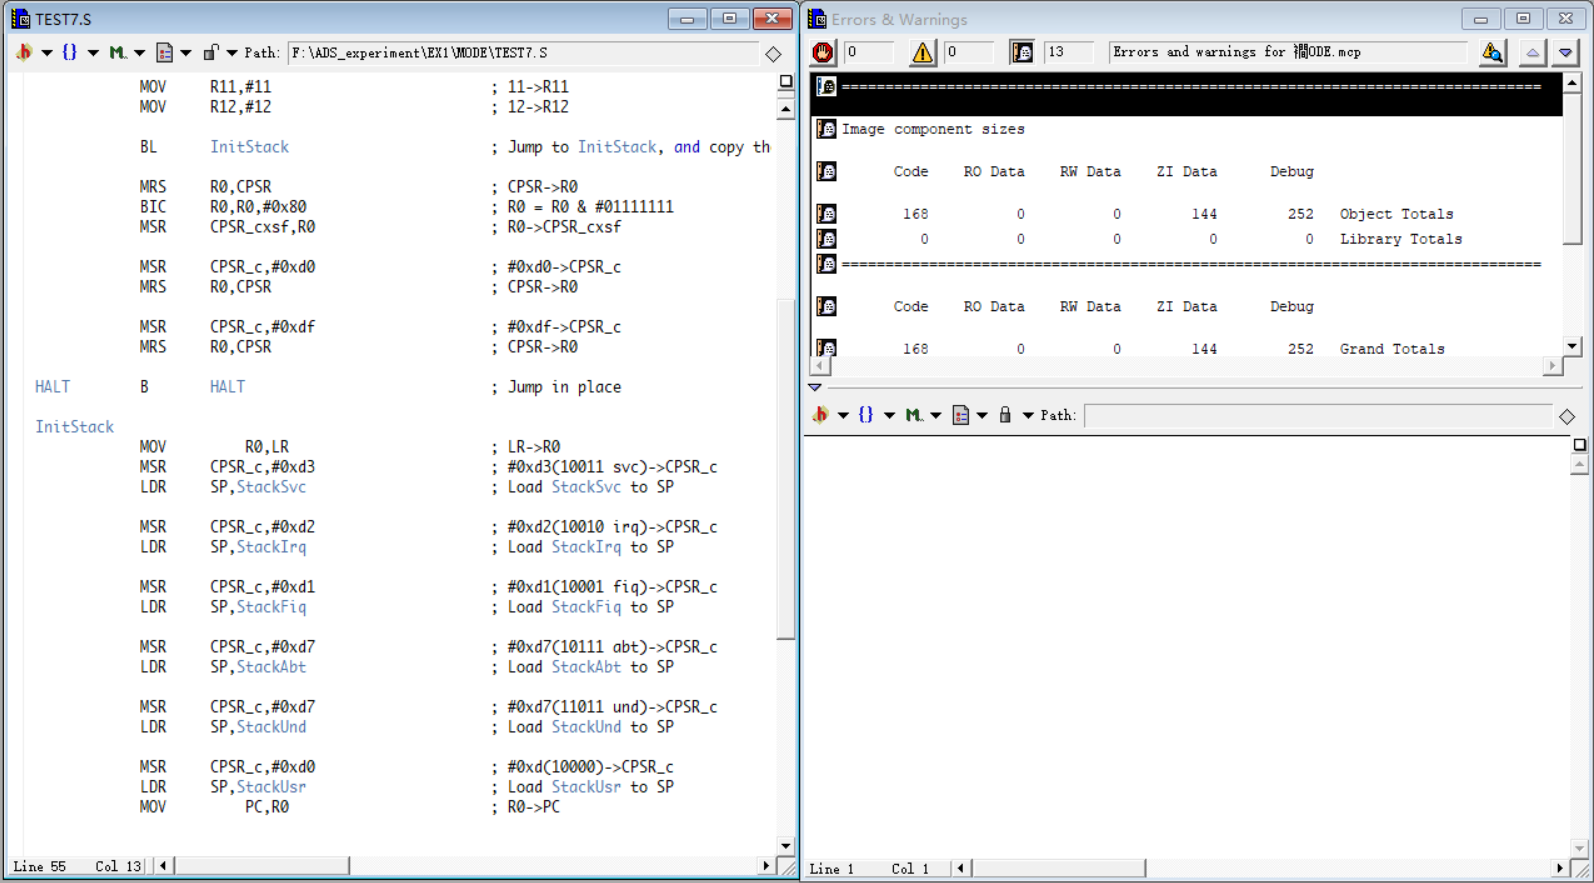 TEST7.S
Path: F:\ADS_experiment\EX1\MODE\TEST7.S
MOV R11,#11 ; 11->R11
MOV R12,#12 ; 12->R12
BL InitStack ; Jump to InitStack, and copy th
MRS R0,CPSR ; CPSR->R0
BIC R0,R0,#0x80 ; R0 = R0 & #01111111
MSR CPSR_cxsf,R0 ; R0->CPSR_cxsf
MSR CPSR_c,#0xd0 ; #0xd0->CPSR_c
MRS R0,CPSR ; CPSR->R0
MSR CPSR_c,#0xdf ; #0xdf->CPSR_c
MRS R0,CPSR ; CPSR->R0
HALT B HALT ; Jump in place
InitStack
MOV R0,LR ; LR->R0
MSR CPSR_c,#0xd3 ; #0xd3(10011 svc)->CPSR_c
LDR SP,StackSvc ; Load StackSvc to SP
MSR CPSR_c,#0xd2 ; #0xd2(10010 irq)->CPSR_c
LDR SP,StackIrq ; Load StackIrq to SP
MSR CPSR_c,#0xd1 ; #0xd1(10001 fiq)->CPSR_c
LDR SP,StackFiq ; Load StackFiq to SP
MSR CPSR_c,#0xd7 ; #0xd7(10111 abt)->CPSR_c
LDR SP,StackAbt ; Load StackAbt to SP
MSR CPSR_c,#0xd7 ; #0xd7(11011 und)->CPSR_c
LDR SP,StackUnd ; Load StackUnd to SP
MSR CPSR_c,#0xd0 ; #0xd(10000)->CPSR_c
LDR SP,StackUsr ; Load StackUsr to SP
MOV PC,R0 ; R0->PC
Line 55 Col 13
Errors & Warnings
0 0 13 Errors and warnings for ODE.mcp
================================================================================
Image component sizes
Code RO Data RW Data ZI Data Debug
168 0 0 144 252 Object Totals
0 0 0 0 0 Library Totals
================================================================================
Code RO Data RW Data ZI Data Debug
168 0 0 144 252 Grand Totals
Path:
Line 1 Col 1